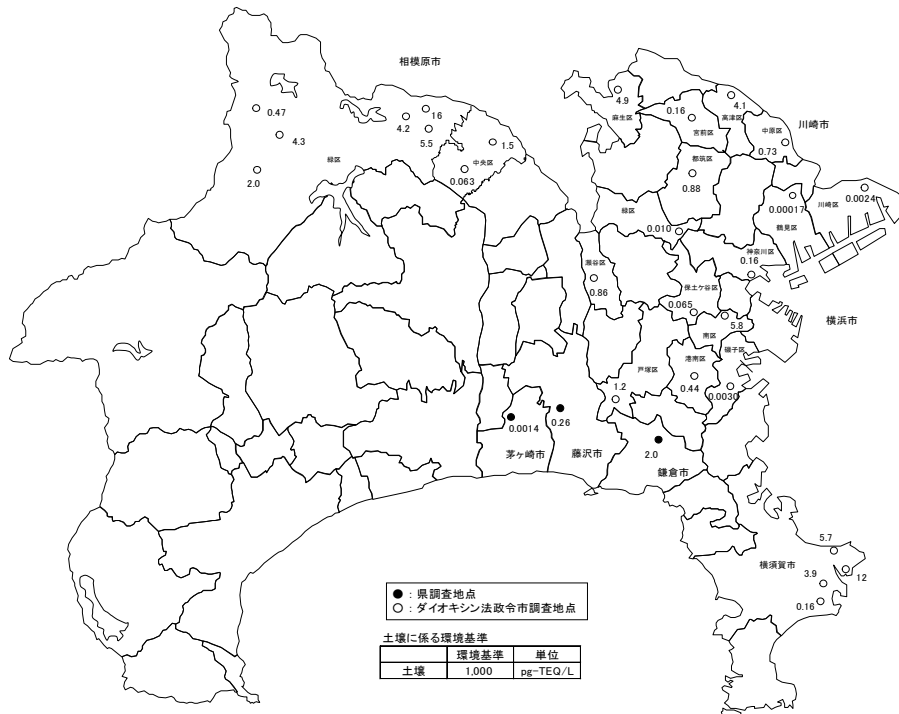 相模原市
0.47
4.3
2.0
緑区
16
4.2
5.5
1.5
中央区
0.063
4.9
麻生区
0.16
宮前区
4.1
高津区
中原区
0.73
川崎市
都筑区
0.88
緑区
0.010
0.00017
鶴見区
川崎区
0.0024
神奈川区
0.16
瀬谷区
0.86
保土ケ谷区
0.065
南区
5.8
横浜市
磯子区
0.0030
港南区
0.44
戸塚区
1.2
0.0014
茅ヶ崎市
0.26
藤沢市
2.0
鎌倉市
横須賀市
5.7
12
3.9
0.16
● : 県調査地点
○ : ダイオキシン法政令市調査地点
土壌に係る環境基準
環境基準 単位
土壌 1,000 pg-TEQ/L